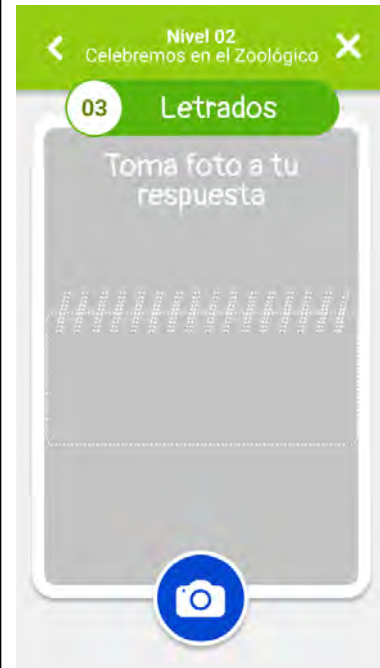 Nivel 02
Celebremos en el Zoológico
03 Letrados
Toma foto a tu
respuesta